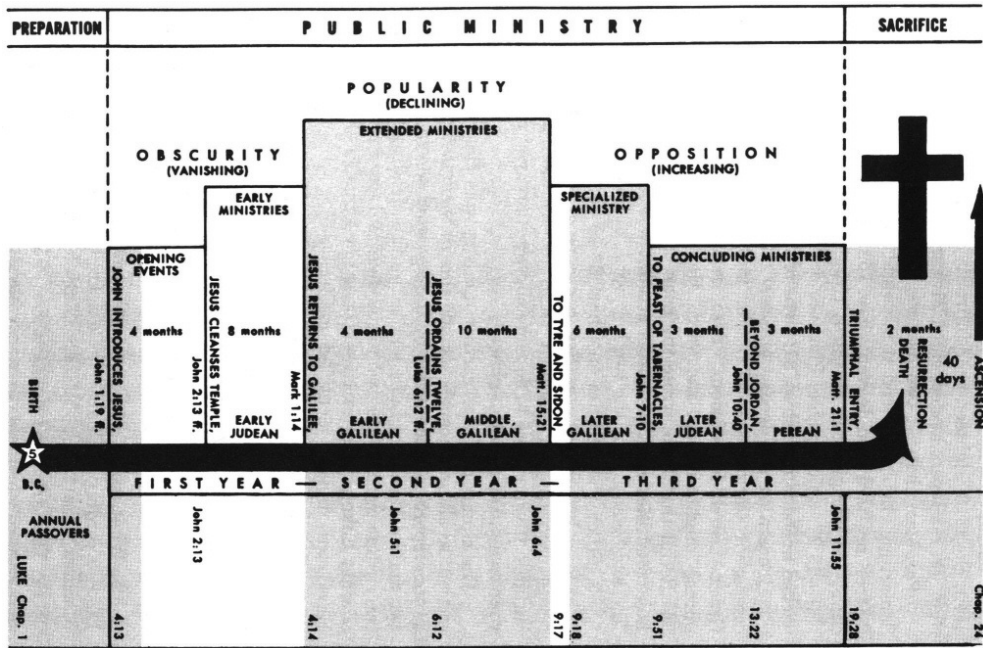 PREPARATION
PUBLIC MINISTRY
SACRIFICE
POPULARITY
(DECLINING)
EXTENDED MINISTRIES
OBSCURITY
(VANISHING)
OPPOSITION
(INCREASING)
EARLY
MINISTRIES
SPECIALIZED
MINISTRY
OPENING
EVENTS
CONCLUDING MINISTRIES
JOHN INTRODUCES JESUS,
John 1:19 ff.
4 months
JESUS CLEANSES TEMPLE,
John 2:13 ff.
8 months
JESUS RETURNS TO GALILEE,
Mark 1:14
4 months
JESUS ORDAINS TWELVE,
Luke 6:12 ff.
10 months
TO TYRE AND SIDON
Matt. 15:21
6 months
TO FEAST OF TABERNACLES,
John 7:10
3 months
BEYOND JORDAN,
John 10:40
3 months
TRIUMPHAL ENTRY,
Matt. 21:1
2 months
DEATH
RESURRECTION
40
days
ASCENSION
BIRTH
5
B.C.
EARLY
JUDEAN
EARLY
GALILEAN
MIDDLE,
GALILEAN
LATER
GALILEAN
LATER
JUDEAN
PEREAN
FIRST YEAR — SECOND YEAR — THIRD YEAR
ANNUAL
PASSOVERS
John 2:13
John 5:1
John 6:4
John 11:55
LUKE Chap. 1
4:13
4:14
6:12
9:17
9:18
9:51
13:22
19:28
Chap. 24